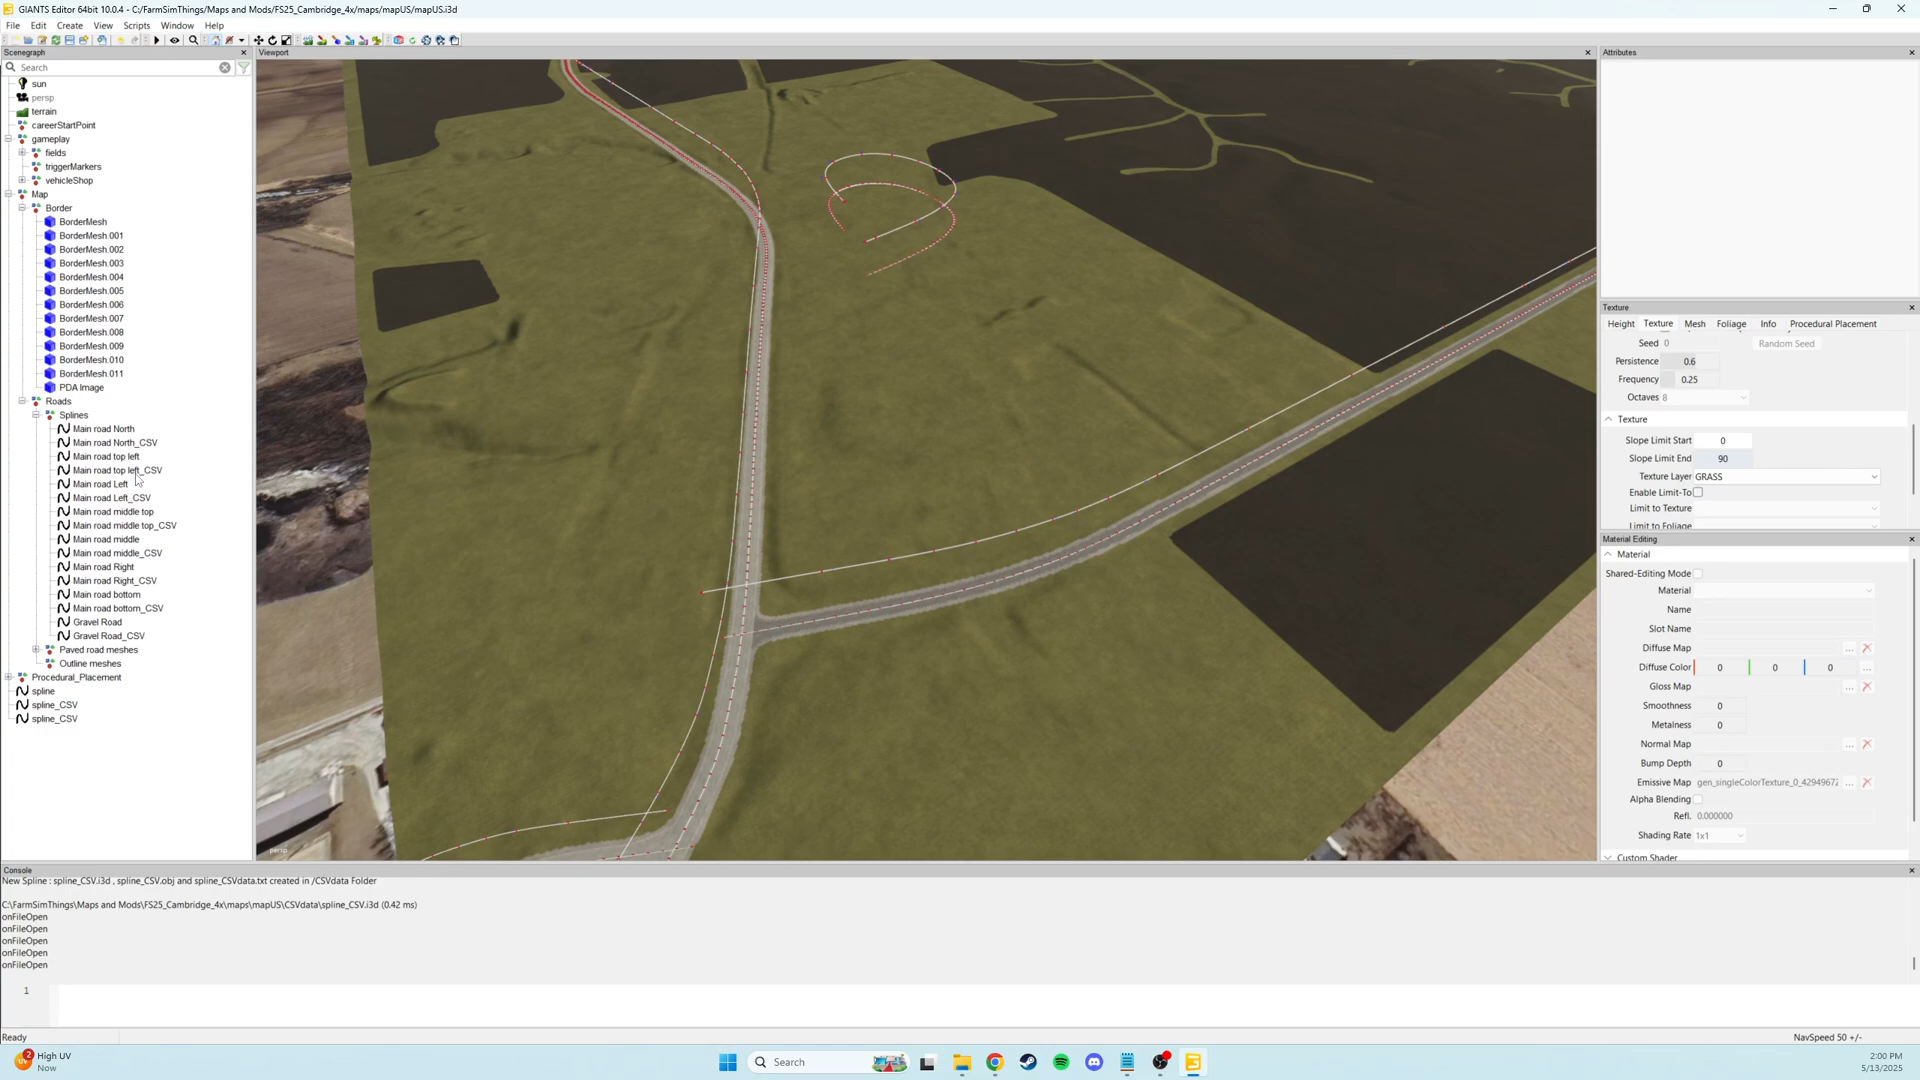 GIANTS Editor 64bit 10.0.4 - C:/FarmSimThings/Maps and Mods/FS25_Cambridge_4x/maps/mapUS/mapUS.i3d
File Edit Create View Scripts Window Help
Scenegraph
Viewport
Attributes
Search
sun
persp
terrain
careerStartPoint
gameplay
fields
triggerMarkers
vehicleShop
Map
Border
BorderMesh
BorderMesh.001
BorderMesh.002
BorderMesh.003
BorderMesh.004
BorderMesh.005
BorderMesh.006
BorderMesh.007
BorderMesh.008
BorderMesh.009
BorderMesh.010
BorderMesh.011
PDA Image
Roads
Splines
Main road North
Main road North_CSV
Main road top left
Main road top left_CSV
Main road Left
Main road Left_CSV
Main road middle top
Main road middle top_CSV
Main road middle
Main road middle_CSV
Main road Right
Main road Right_CSV
Main road bottom
Main road bottom_CSV
Gravel Road
Gravel Road_CSV
Paved road meshes
Outline meshes
Procedural_Placement
spline
spline_CSV
spline_CSV
persp
Texture
Height Texture Mesh Foliage Info Procedural Placement
Seed 0 Random Seed
Persistence 0.6
Frequency 0.25
Octaves 8
Texture
Slope Limit Start 0
Slope Limit End 90
Texture Layer GRASS
Enable Limit-To
Limit to Texture
Limit to Foliage
Material Editing
Material
Shared-Editing Mode
Material
Name
Slot Name
Diffuse Map ...
Diffuse Color 0 0 0 ...
Gloss Map ...
Smoothness 0
Metalness 0
Normal Map ...
Bump Depth 0
Emissive Map gen_singleColorTexture_0_4294967 ...
Alpha Blending
Refl. 0.000000
Shading Rate 1x1
Custom Shader
Console
New Spline : spline_CSV.i3d , spline_CSV.obj and spline_CSVdata.txt created in /CSVdata Folder
C:\FarmSimThings\Maps and Mods\FS25_Cambridge_4x\maps\mapUS\CSVdata\spline_CSV.i3d (0.42 ms)
onFileOpen
onFileOpen
onFileOpen
onFileOpen
onFileOpen
1
Ready
NavSpeed 50 +/-
2
High UV
Now
Search
2:00 PM
5/13/2025